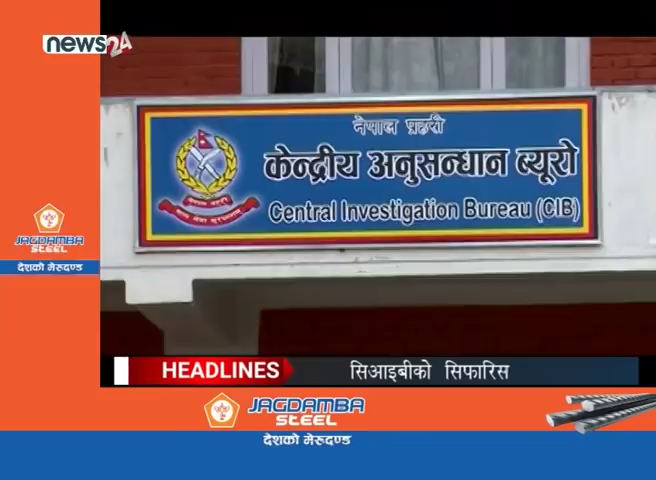 news24
नेपाल प्रहरी
केन्द्रीय अनुसन्धान ब्यूरो
Central Investigation Bureau (CIB)
JAGDAMBA
STEEL
देशको मेरुदण्ड
HEADLINES
सिआइबीको सिफारिस
JAGDAMBA
STEEL
देशको मेरुदण्ड